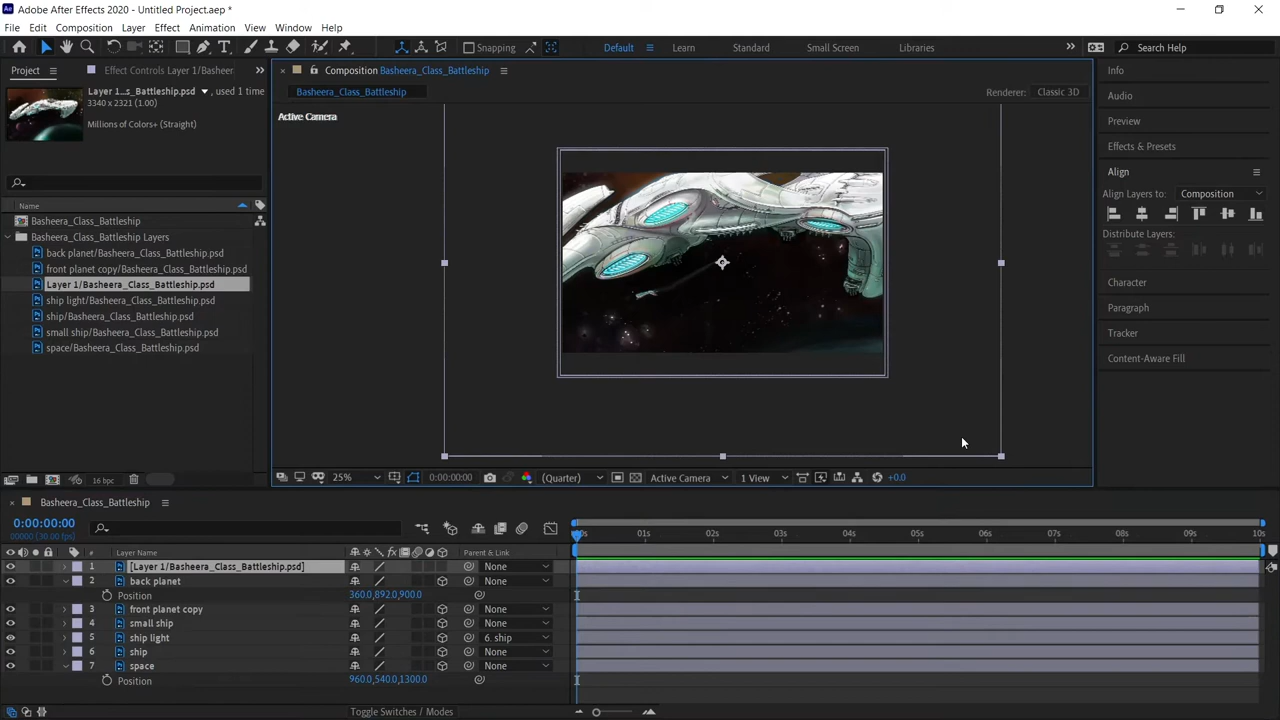 Adobe After Effects 2020 - Untitled Project.aep *
File Edit Composition Layer Effect Animation View Window Help
Snapping Default Learn Standard Small Screen Libraries Search Help
Project Effect Controls Layer 1/Basheer
Layer 1...s_Battleship.psd , used 1 time
3340 x 2321 (1.00)
Millions of Colors+ (Straight)
Name
Basheera_Class_Battleship
Basheera_Class_Battleship Layers
back planet/Basheera_Class_Battleship.psd
front planet copy/Basheera_Class_Battleship.psd
Layer 1/Basheera_Class_Battleship.psd
ship light/Basheera_Class_Battleship.psd
ship/Basheera_Class_Battleship.psd
small ship/Basheera_Class_Battleship.psd
space/Basheera_Class_Battleship.psd
16 bpc
Composition Basheera_Class_Battleship
Basheera_Class_Battleship Renderer: Classic 3D
Active Camera
25% 0:00:00:00 (Quarter) Active Camera 1 View +0.0
Info
Audio
Preview
Effects & Presets
Align
Align Layers to: Composition
Distribute Layers:
Character
Paragraph
Tracker
Content-Aware Fill
Basheera_Class_Battleship
0:00:00:00
00000 (30.00 fps)
00s 01s 02s 03s 04s 05s 06s 07s 08s 09s 10s
# Layer Name Parent & Link
1 [Layer 1/Basheera_Class_Battleship.psd] None
2 back planet None
Position 360.0,892.0,900.0
3 front planet copy None
4 small ship None
5 ship light 6. ship
6 ship None
7 space None
Position 960.0,540.0,1300.0
Toggle Switches / Modes